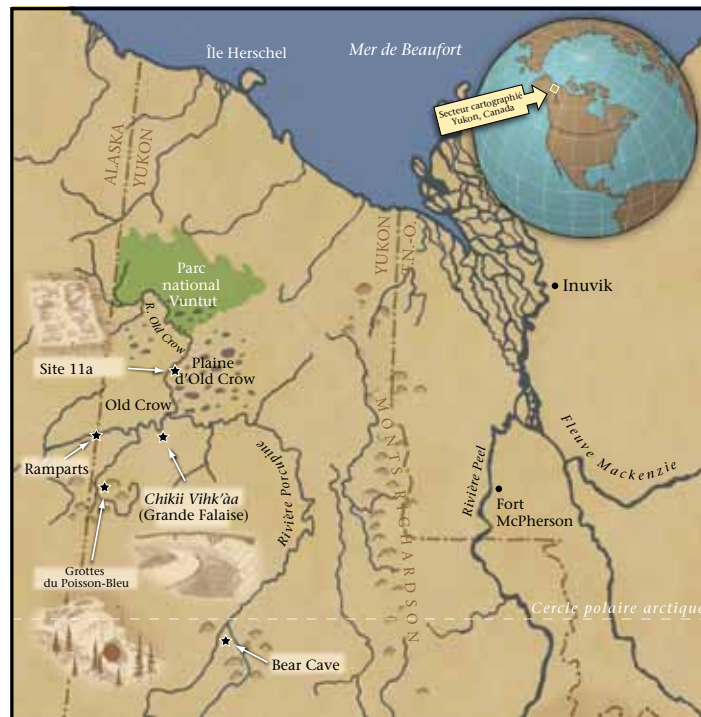 Île Herschel
Mer de Beaufort
Secteur cartographié
Yukon, Canada
ALASKA
YUKON
YUKON
T.N.-O.
Parc
national
Vuntut
Inuvik
R. Old Crow
Site 11a
Plaine
d'Old Crow
Old Crow
Ramparts
Chikii Vihk'àa
(Grande Falaise)
Rivière Porcupine
MONTS RICHARDSON
Rivière Peel
Fleuve Mackenzie
Fort
McPherson
Grottes
du Poisson-Bleu
Cercle polaire arctique
Bear Cave